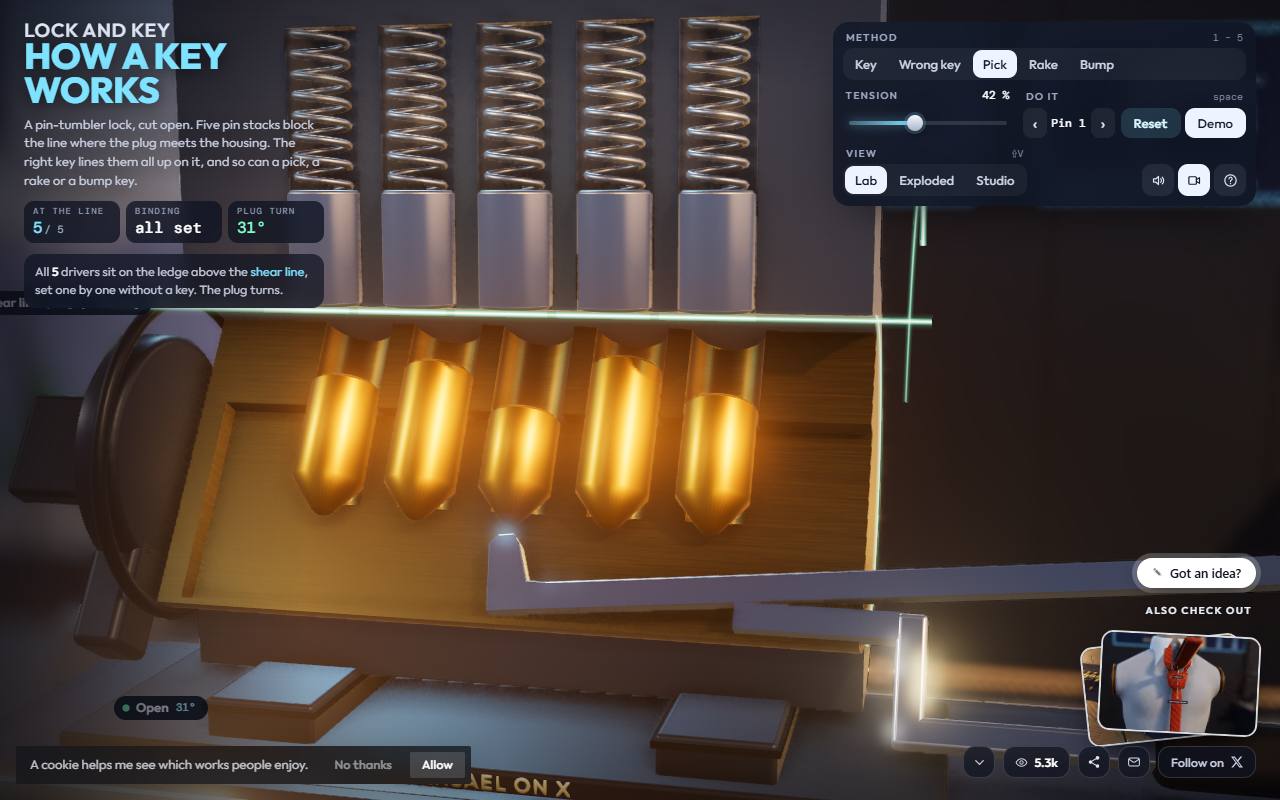 LOCK AND KEY
HOW A KEY
WORKS
A pin-tumbler lock, cut open. Five pin stacks block
the line where the plug meets the housing. The
right key lines them all up on it, and so can a pick, a
rake or a bump key.
AT THE LINE
5 / 5
BINDING
all set
PLUG TURN
31°
All 5 drivers sit on the ledge above the shear line,
set one by one without a key. The plug turns.
METHOD
1 – 5
Key
Wrong key
Pick
Rake
Bump
TENSION
42 %
DO IT
space
‹ Pin 1 ›
Reset
Demo
VIEW
⇧V
Lab
Exploded
Studio
Open 31°
Got an idea?
ALSO CHECK OUT
A cookie helps me see which works people enjoy.
No thanks
Allow
ON X
5.3k
Follow on X